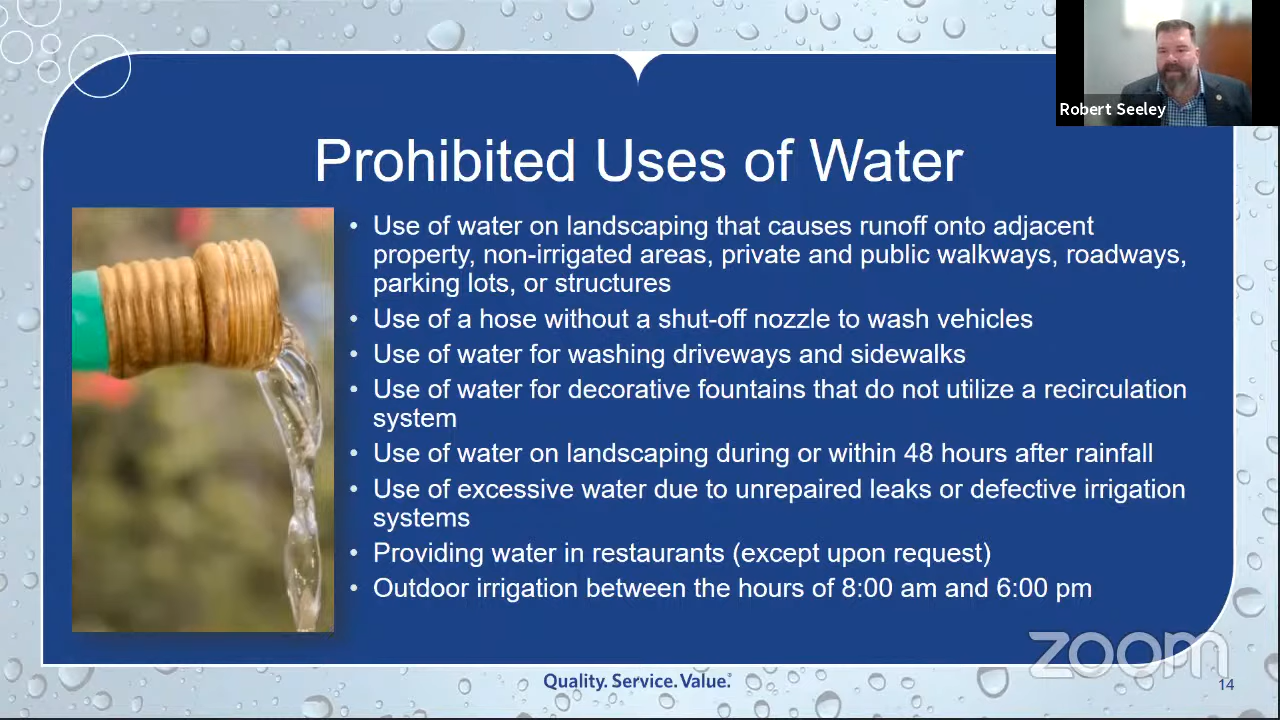 Robert Seeley
Prohibited Uses of Water
• Use of water on landscaping that causes runoff onto adjacent
property, non-irrigated areas, private and public walkways, roadways,
parking lots, or structures
• Use of a hose without a shut-off nozzle to wash vehicles
• Use of water for washing driveways and sidewalks
• Use of water for decorative fountains that do not utilize a recirculation
system
• Use of water on landscaping during or within 48 hours after rainfall
• Use of excessive water due to unrepaired leaks or defective irrigation
systems
• Providing water in restaurants (except upon request)
• Outdoor irrigation between the hours of 8:00 am and 6:00 pm
zoom
Quality. Service. Value.
14